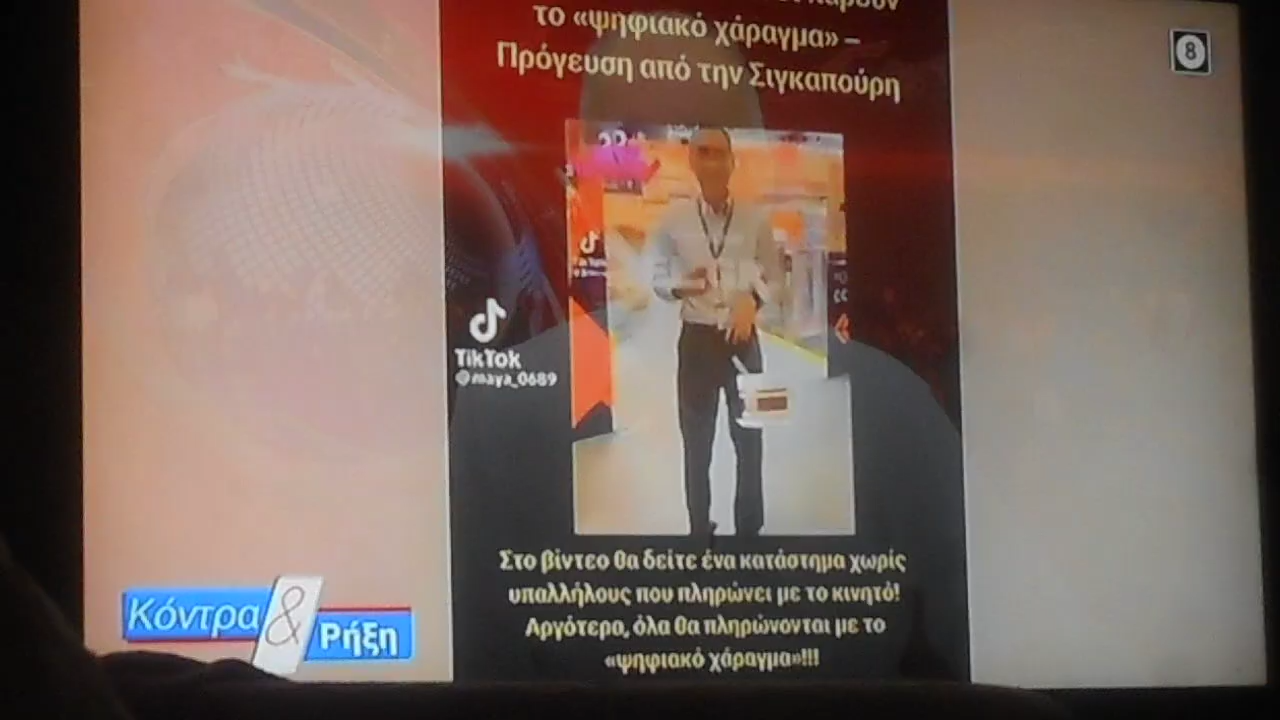 το «ψηφιακό χάραγμα» –
Πρόγευση από την Σιγκαπούρη
8
TikTok
@maya_0689
Στο βίντεο θα δείτε ένα κατάστημα χωρίς
υπαλλήλους που πληρώνει με το κινητό!
Αργότερα, όλα θα πληρώνονται με το
«ψηφιακό χάραγμα»!!!
Κόντρα & Ρήξη